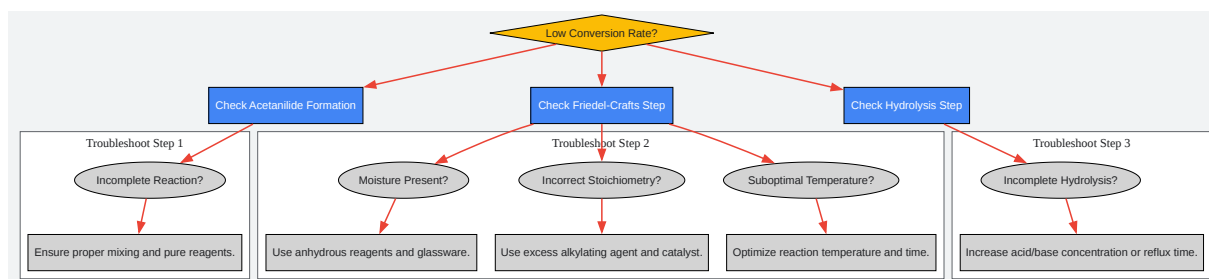 Low Conversion Rate?
Check Acetanilide Formation
Check Friedel-Crafts Step
Check Hydrolysis Step
Troubleshoot Step 1
Troubleshoot Step 2
Troubleshoot Step 3
Incomplete Reaction?
Moisture Present?
Incorrect Stoichiometry?
Suboptimal Temperature?
Incomplete Hydrolysis?
Ensure proper mixing and pure reagents.
Use anhydrous reagents and glassware.
Use excess alkylating agent and catalyst.
Optimize reaction temperature and time.
Increase acid/base concentration or reflux time.